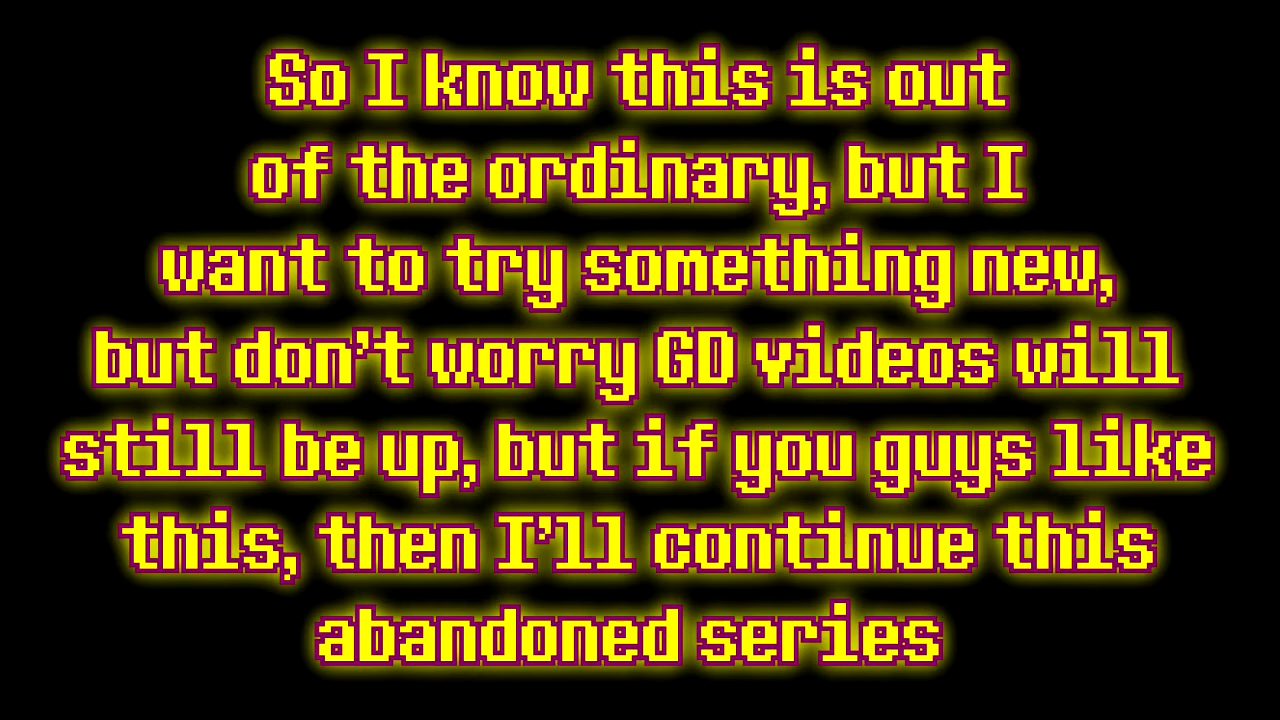 So I know this is out
of the ordinary, but I
want to try something new,
but don't worry GD videos will
still be up, but if you guys like
this, then I'll continue this
abandoned series